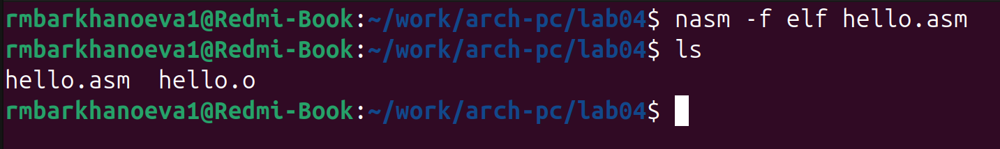 rmbarkhanoeva1@Redmi-Book:~/work/arch-pc/lab04$ nasm -f elf hello.asm
rmbarkhanoeva1@Redmi-Book:~/work/arch-pc/lab04$ ls
hello.asm  hello.o
rmbarkhanoeva1@Redmi-Book:~/work/arch-pc/lab04$